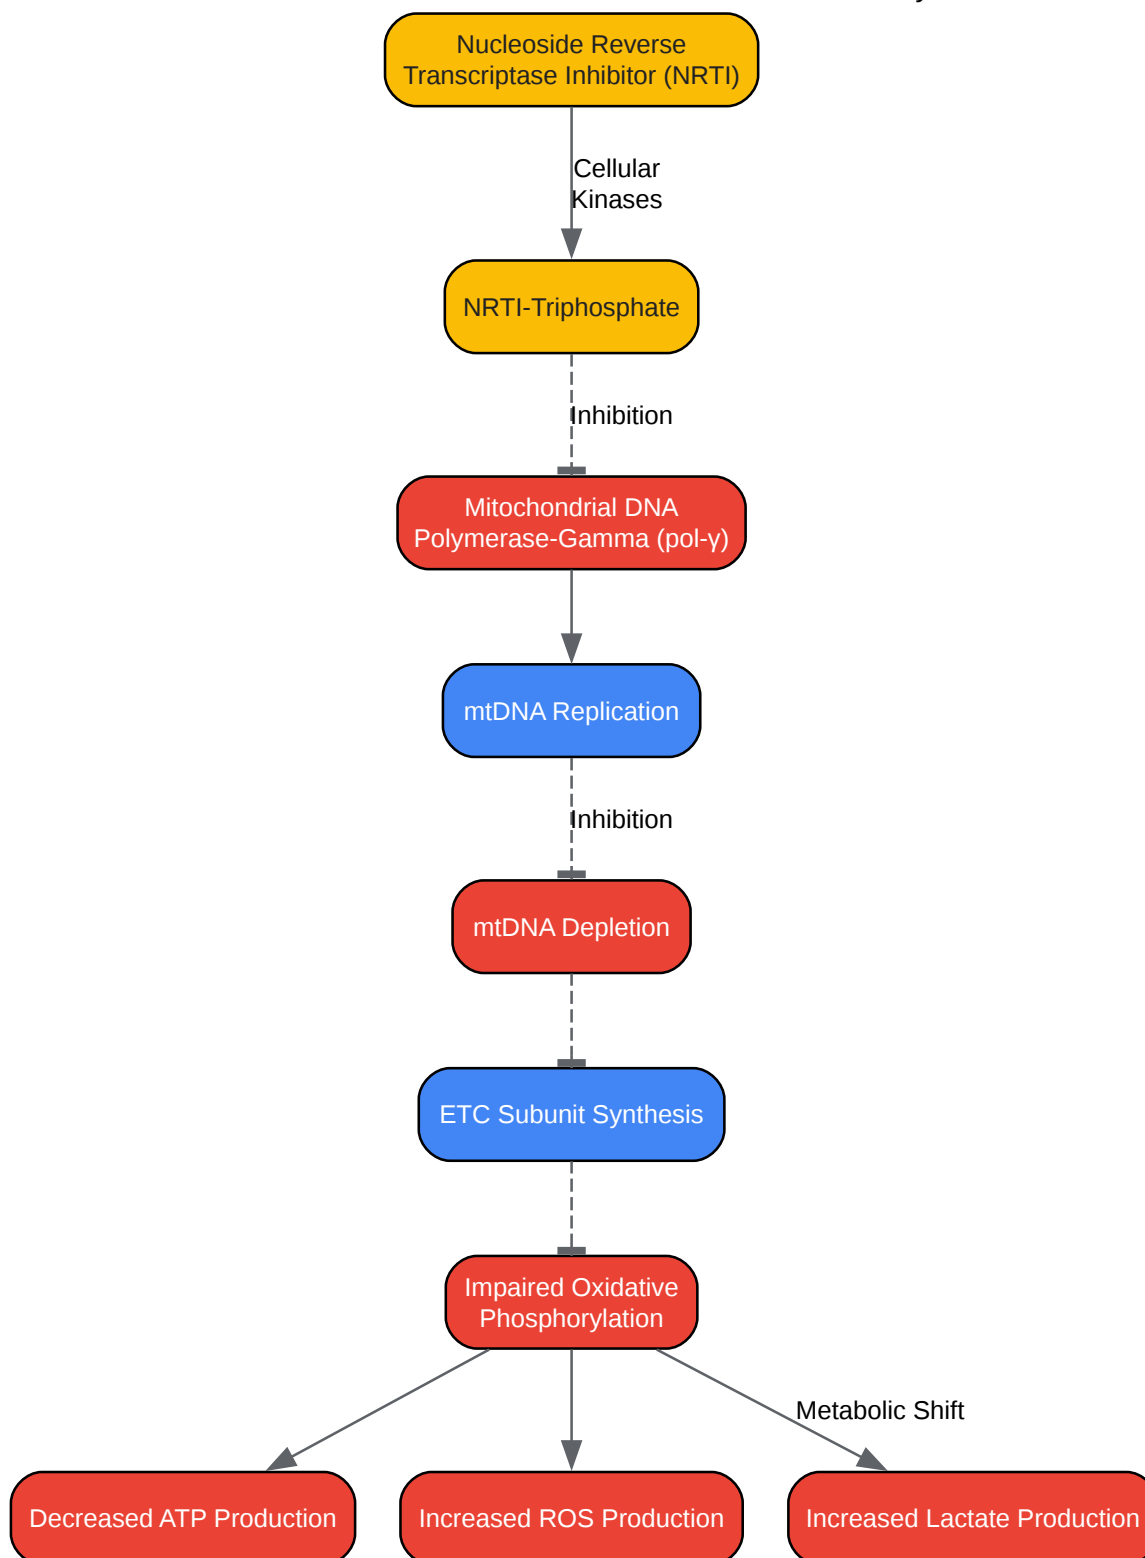 Nucleoside Reverse
Transcriptase Inhibitor (NRTI)
Cellular
Kinases
NRTI-Triphosphate
Inhibition
Mitochondrial DNA
Polymerase-Gamma (pol-γ)
mtDNA Replication
Inhibition
mtDNA Depletion
ETC Subunit Synthesis
Impaired Oxidative
Phosphorylation
Metabolic Shift
Decreased ATP Production
Increased ROS Production
Increased Lactate Production